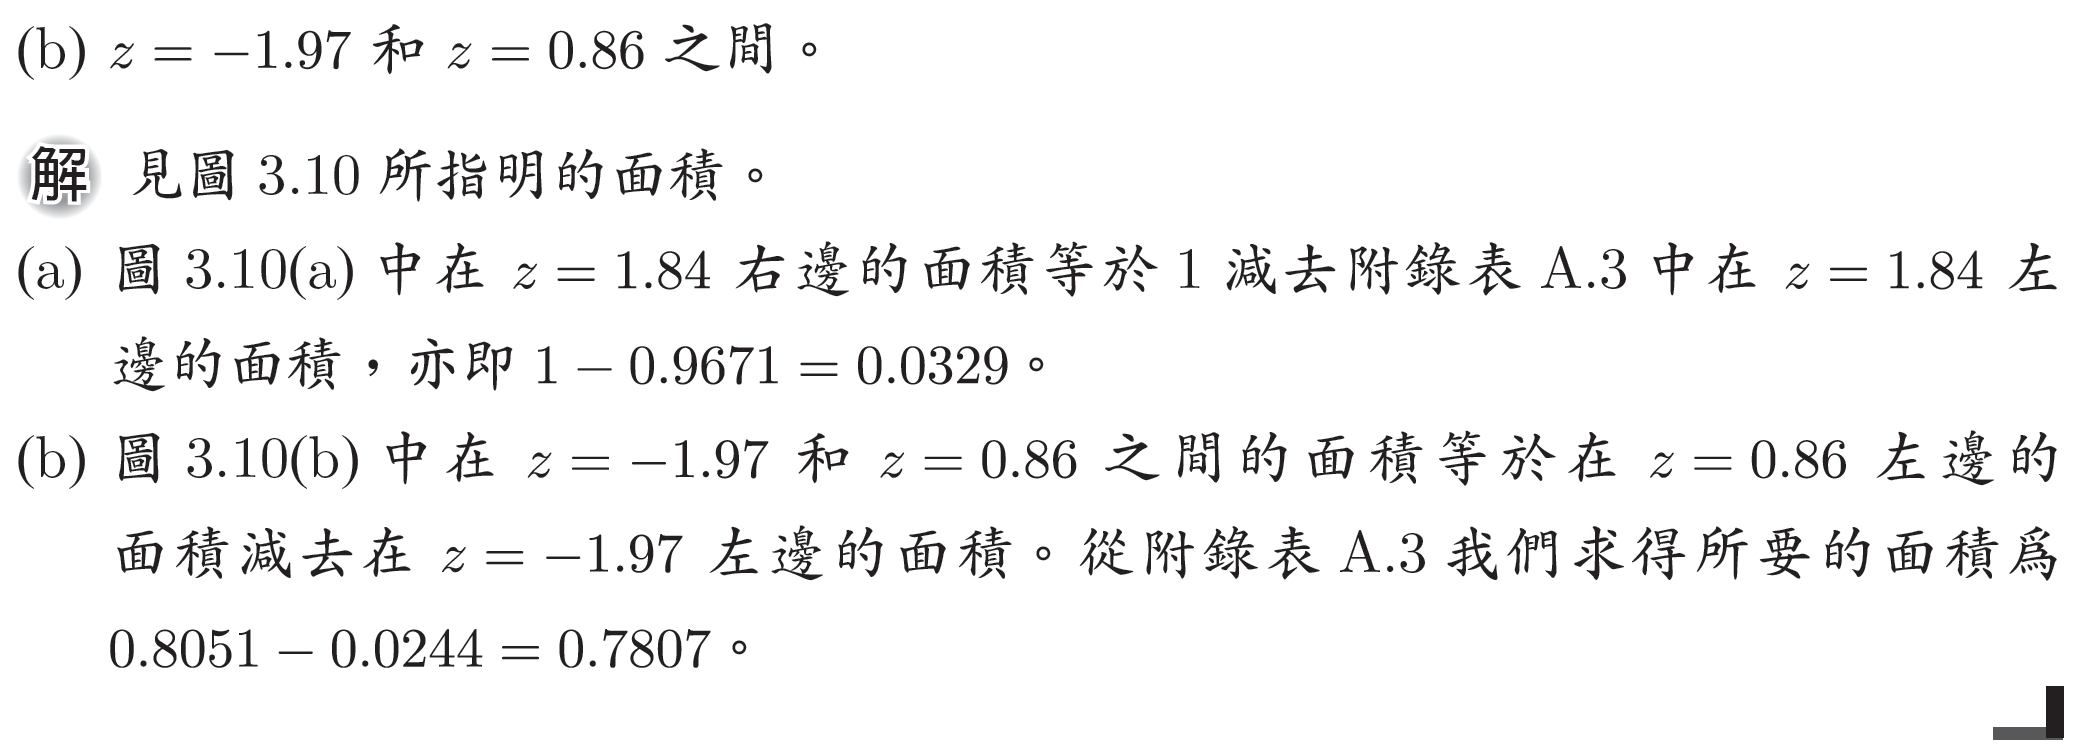 (b) z = −1.97 和 z = 0.86 之間。
解 見圖 3.10 所指明的面積。
(a) 圖 3.10(a) 中在 z = 1.84 右邊的面積等於 1 減去附錄表 A.3 中在 z = 1.84 左
邊的面積，亦即 1 − 0.9671 = 0.0329。
(b) 圖 3.10(b) 中在 z = −1.97 和 z = 0.86 之間的面積等於在 z = 0.86 左邊的
面積減去在 z = −1.97 左邊的面積。從附錄表 A.3 我們求得所要的面積爲
0.8051 − 0.0244 = 0.7807。